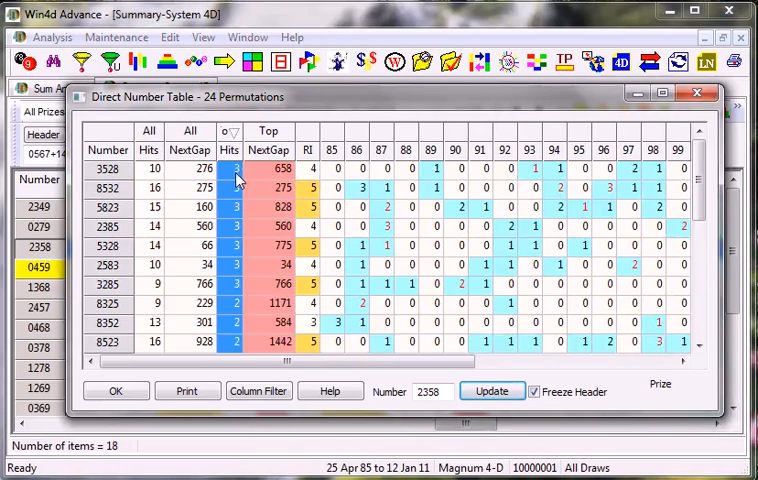 Win4d Advance - [Summary-System 4D]
Analysis Maintenance Edit View Window Help
W TP 4D LN
Sum An
Direct Number Table - 24 Permutations
All Prizes
Header
0567+14
Number
2349
0279
2358
0459
1368
2457
0468
0378
1278
1269
0369
All All Top
Number Hits NextGap Hits NextGap RI 85 86 87 88 89 90 91 92 93 94 95 96 97 98 99
3528 10 276 3 658 4 0 0 0 0 1 0 0 0 1 1 0 0 2 1 0
8532 16 275 3 275 5 0 3 1 0 1 0 0 0 0 2 0 3 1 1 0
5823 15 160 3 828 5 0 0 2 0 0 2 1 0 0 2 1 1 0 2 0
2385 14 560 3 560 4 0 0 3 0 0 0 0 1 1 0 0 0 0 0 2
5328 14 66 3 775 5 0 1 1 0 0 0 0 1 1 0 1 0 0 0 0
2583 10 34 3 34 4 0 1 0 0 0 0 1 1 0 1 0 0 2 0 0
3285 9 766 3 766 5 0 1 1 1 0 2 1 0 0 0 0 0 0 0 0
8325 9 229 2 1171 4 0 2 0 0 0 0 0 1 0 0 0 0 0 0 0
8352 13 301 2 584 3 3 1 0 0 0 0 0 0 0 0 0 0 0 1 0
8523 16 928 2 1442 5 0 0 1 0 0 0 1 1 1 0 1 2 0 3 1
OK Print Column Filter Help Number 2358 Update Freeze Header Prize
Number of items = 18
Ready 25 Apr 85 to 12 Jan 11 Magnum 4-D 10000001 All Draws